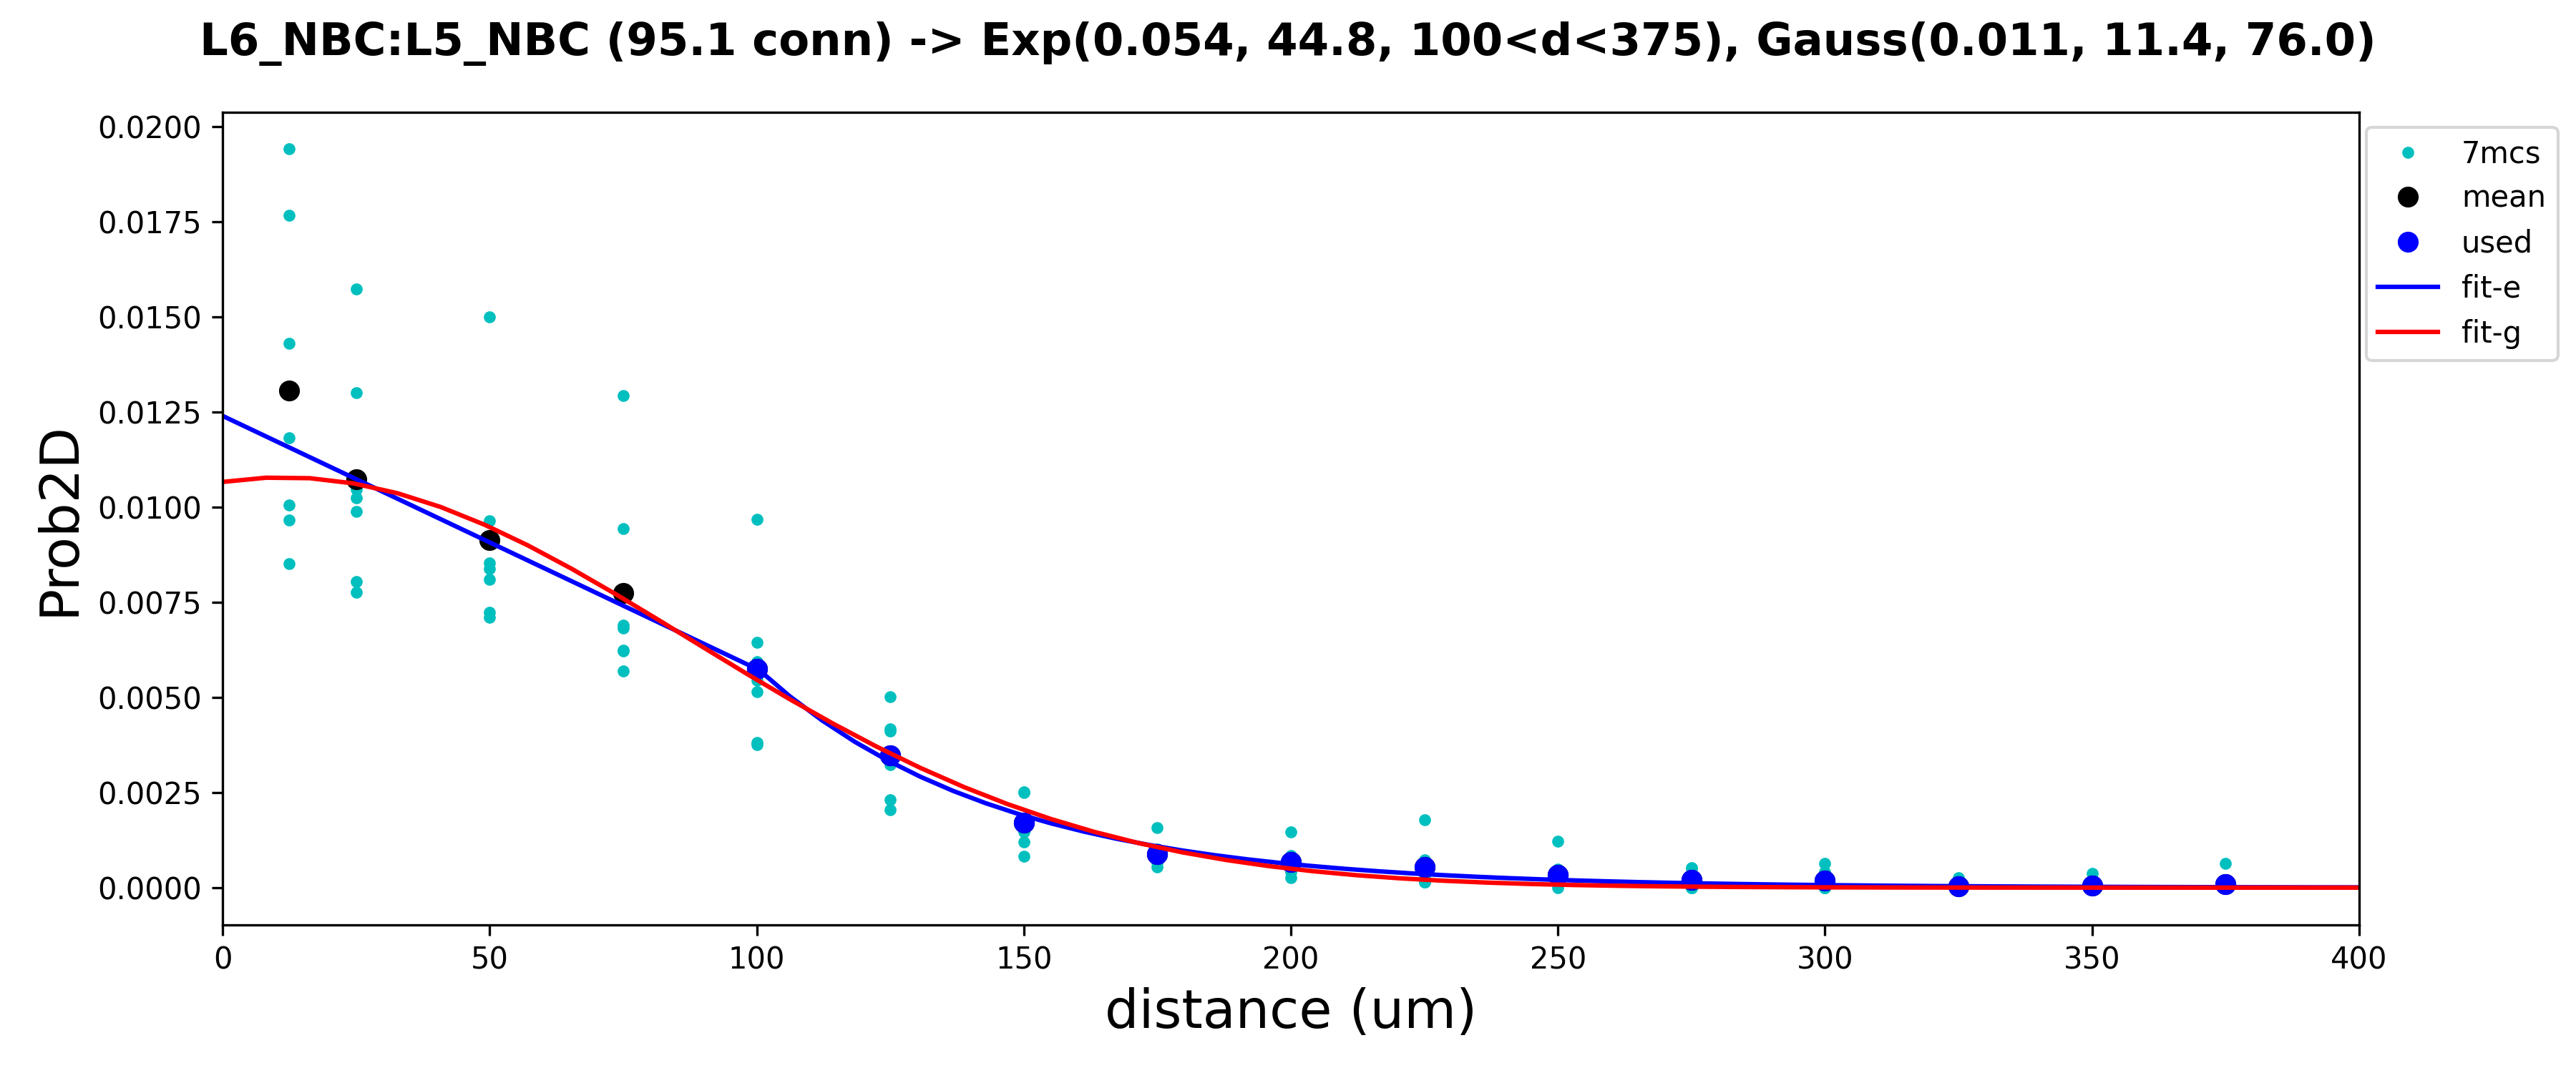 L6_NBC:L5_NBC (95.1 conn) -> Exp(0.054, 44.8, 100<d<375), Gauss(0.011, 11.4, 76.0)
0.0200
0.0175
0.0150
0.0125
0.0100
0.0075
0.0050
0.0025
0.0000
Prob2D
0 50 100 150 200 250 300 350 400
distance (um)
7mcs
mean
used
fit-e
fit-g